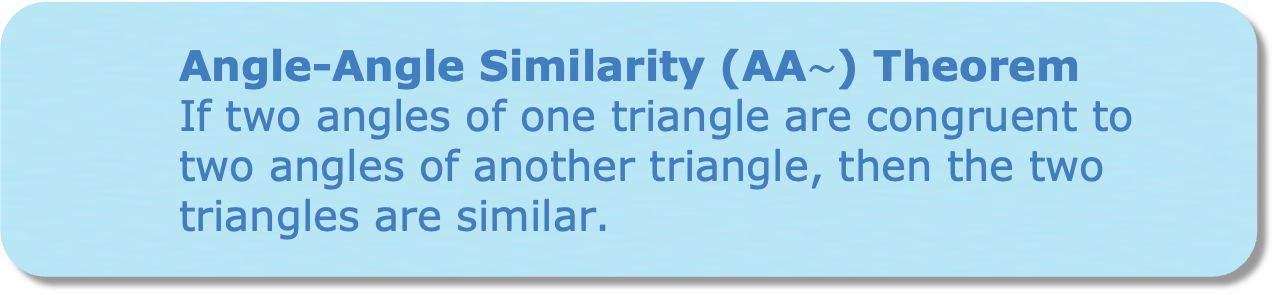 Angle-Angle Similarity (AA~) Theorem
If two angles of one triangle are congruent to
two angles of another triangle, then the two
triangles are similar.